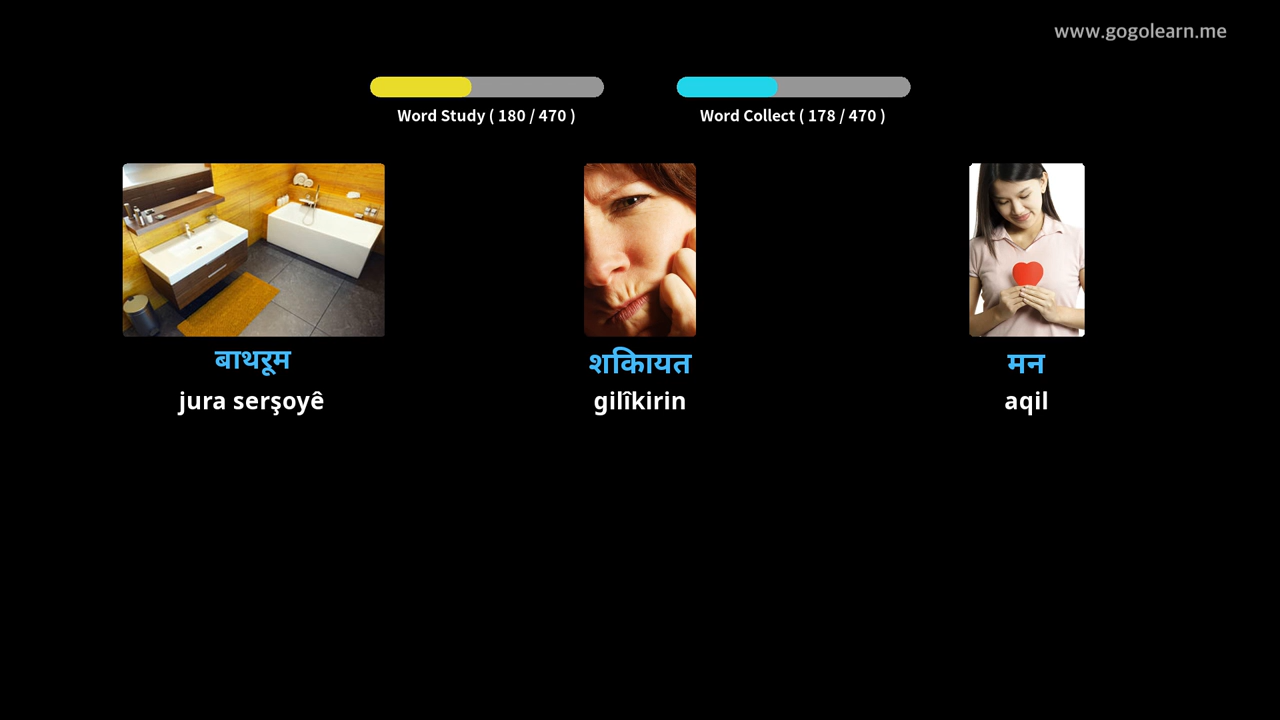 www.gogolearn.me
Word Study ( 180 / 470 )
Word Collect ( 178 / 470 )
बाथरूम
शकिायत
मन
jura serşoyê
gilîkirin
aqil